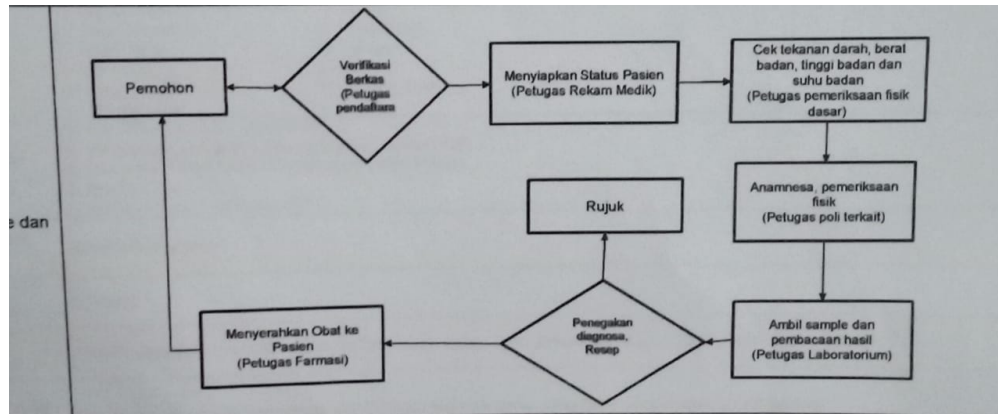 Pemohon
Verifikasi
Berkas
(Petugas
pendaftara
Menyiapkan Status Pasien
(Petugas Rekam Medik)
Cek tekanan darah, berat
badan, tinggi badan dan
suhu badan
(Petugas pemeriksaan fisik
dasar)
Anamnesa, pemeriksaan
fisik
(Petugas poli terkait)
Rujuk
e dan
Menyerahkan Obat ke
Pasien
(Petugas Farmasi)
Penegakan
diagnosa,
Resep
Ambil sample dan
pembacaan hasil
(Petugas Laboratorium)